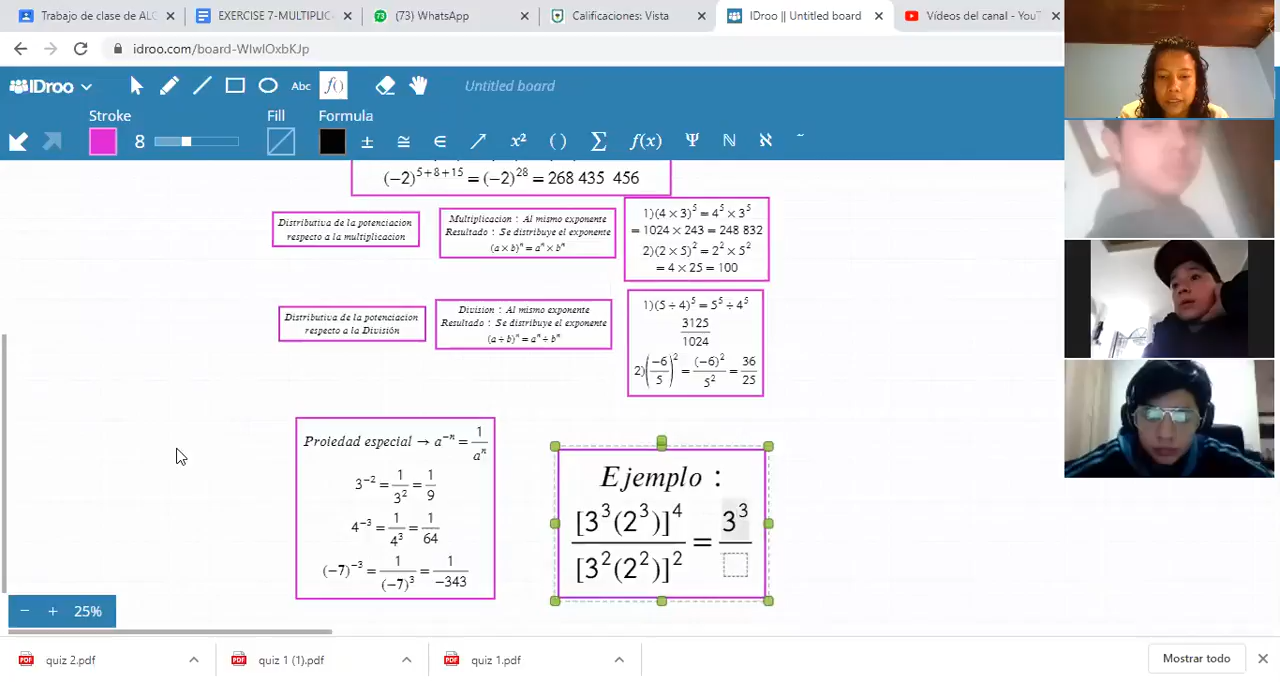 Trabajo de clase de ALC
EXERCISE 7-MULTIPLIC
(73) WhatsApp
Calificaciones: Vista
IDroo || Untitled board
Vídeos del canal - YouT
idroo.com/board-WIwIOxbKJp
IDroo
Abc
f()
Untitled board
Stroke
Fill
Formula
8
± ≅ ∈ x² ( ) ∑ f(x) Ψ ℕ ℵ
(-2)^{5+8+15} = (-2)^{28} = 268 435 456
Distributiva de la potenciacion
respecto a la multiplicacion
Multiplicacion : Al mismo exponente
Resultado : Se distribuye el exponente
(a × b)^n = a^n × b^n
1)(4 × 3)^5 = 4^5 × 3^5
= 1024 × 243 = 248 832
2)(2 × 5)^2 = 2^2 × 5^2
= 4 × 25 = 100
Distributiva de la potenciacion
respecto a la División
Division : Al mismo exponente
Resultado : Se distribuye el exponente
(a ÷ b)^n = a^n ÷ b^n
1)(5 ÷ 4)^5 = 5^5 ÷ 4^5
3125
1024
2)(-6/5)^2 = (-6)^2/5^2 = 36/25
Proiedad especial → a^{-n} = 1/a^n
3^{-2} = 1/3^2 = 1/9
4^{-3} = 1/4^3 = 1/64
(-7)^{-3} = 1/(-7)^3 = 1/-343
Ejemplo :
[3^3(2^3)]^4/[3^2(2^2)]^2 = 3^3/
− + 25%
quiz 2.pdf
quiz 1 (1).pdf
quiz 1.pdf
Mostrar todo